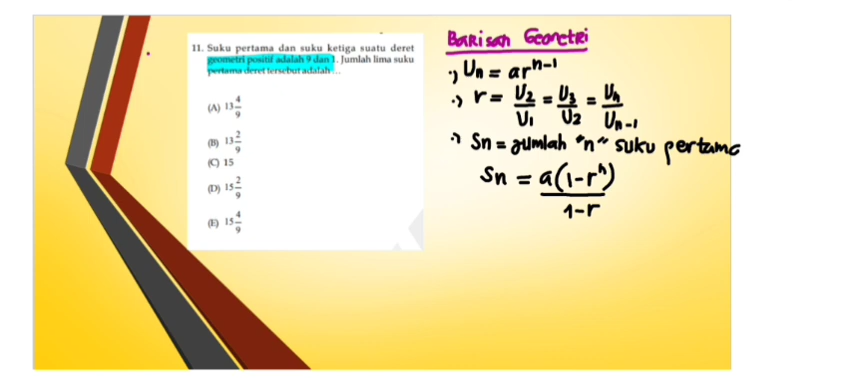 11. Suku pertama dan suku ketiga suatu deret
geometri positif adalah 9 dan 1. Jumlah lima suku
pertama deret tersebut adalah ...
(A) 13 4/9
(B) 13 2/9
(C) 15
(D) 15 2/9
(E) 15 4/9
Barisan Geometri
·) Un = ar^(n-1)
·) r = U2/U1 = U3/U2 = Un/Un-1
·) Sn = jumlah "n" suku pertama
Sn = a(1-r^n)/1-r